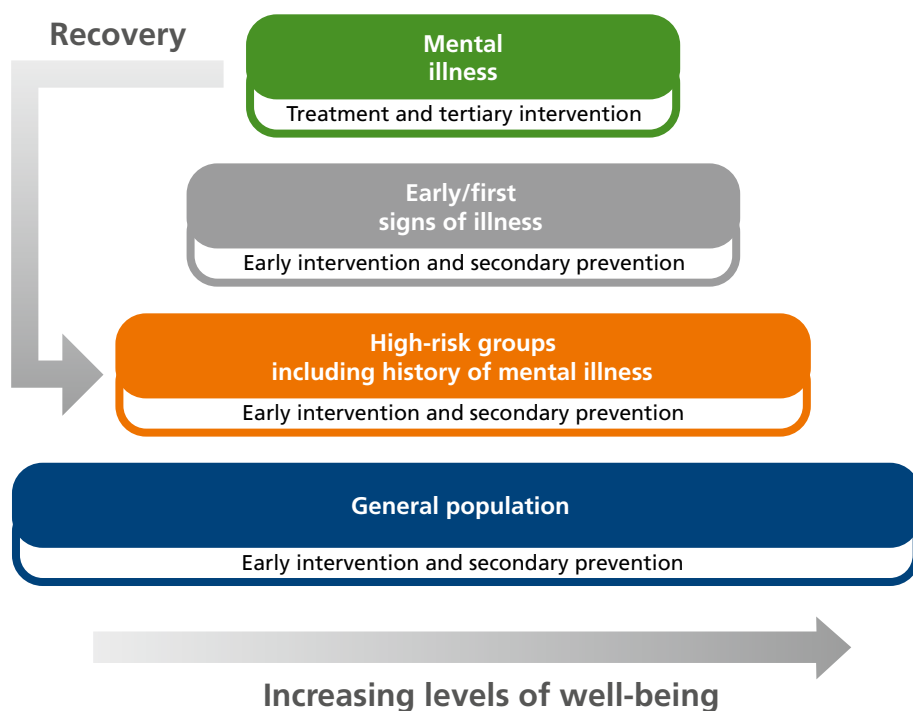 Recovery
Mental
illness
Treatment and tertiary intervention
Early/first
signs of illness
Early intervention and secondary prevention
High-risk groups
including history of mental illness
Early intervention and secondary prevention
General population
Early intervention and secondary prevention
Increasing levels of well-being